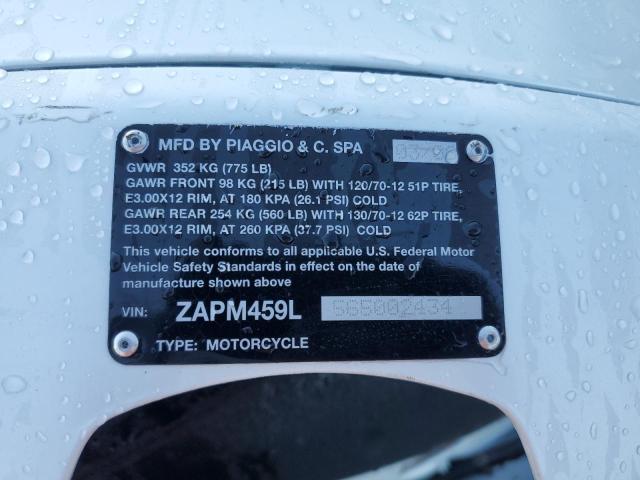 MFD BY PIAGGIO & C. SPA
GVWR 352 KG (775 LB)
GAWR FRONT 98 KG (215 LB) WITH 120/70-12 51P TIRE,
E3.00X12 RIM, AT 180 KPA (26.1 PSI) COLD
GAWR REAR 254 KG (560 LB) WITH 130/70-12 62P TIRE,
E3.00X12 RIM, AT 260 KPA (37.7 PSI) COLD
This vehicle conforms to all applicable U.S. Federal Motor
Vehicle Safety Standards in effect on the date of
manufacture shown above
VIN: ZAPM459L
TYPE: MOTORCYCLE